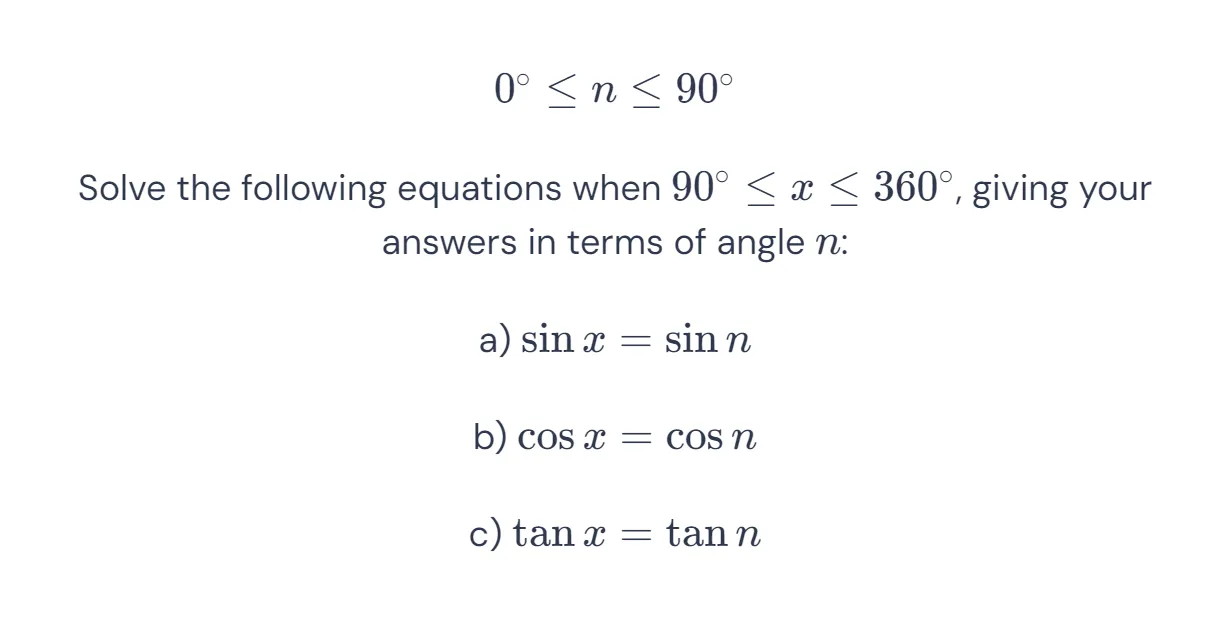 0° ≤ n ≤ 90°
Solve the following equations when 90° ≤ x ≤ 360°, giving your
answers in terms of angle n:
a) sin x = sin n
b) cos x = cos n
c) tan x = tan n